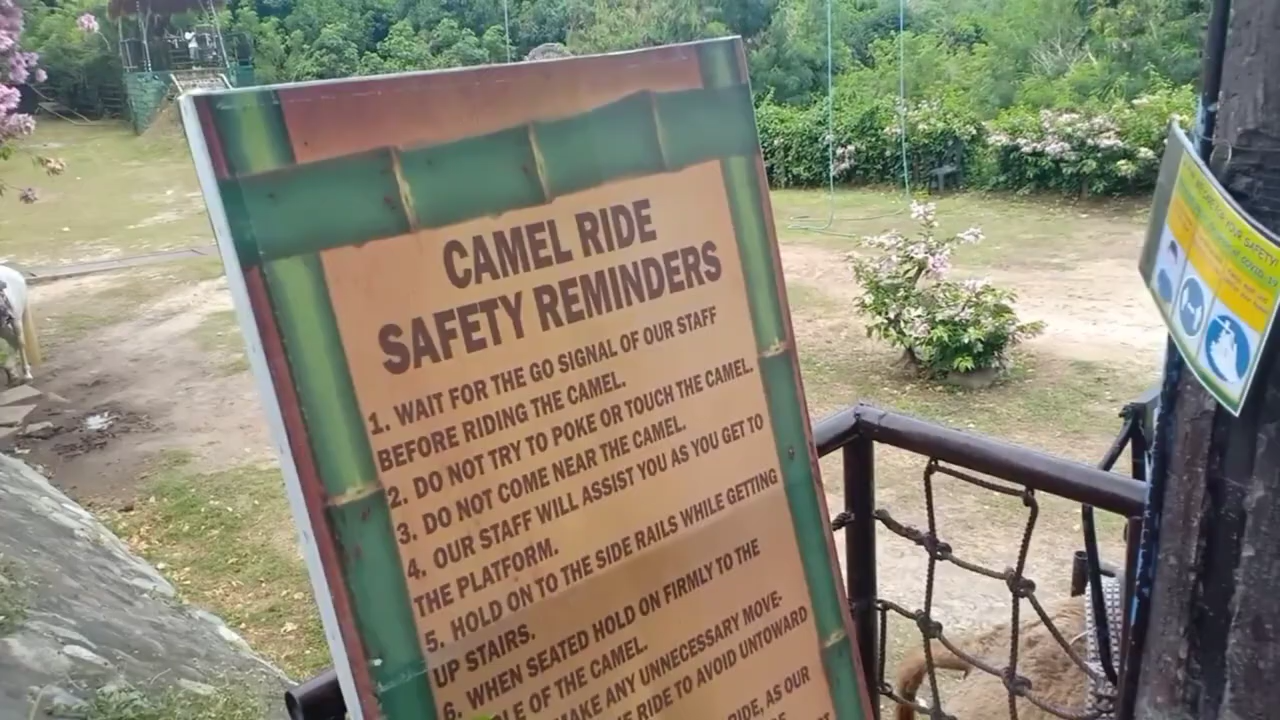 CAMEL RIDE
SAFETY REMINDERS
1. WAIT FOR THE GO SIGNAL OF OUR STAFF
BEFORE RIDING THE CAMEL.
2. DO NOT TRY TO POKE OR TOUCH THE CAMEL.
3. DO NOT COME NEAR THE CAMEL.
4. OUR STAFF WILL ASSIST YOU AS YOU GET TO
THE PLATFORM.
5. HOLD ON TO THE SIDE RAILS WHILE GETTING
UP STAIRS.
6. WHEN SEATED HOLD ON FIRMLY TO THE
OF THE CAMEL.
MAKE ANY UNNECESSARY MOVE-
RIDE TO AVOID UNTOWARD
RIDE, AS OUR
YOUR SAFETY!